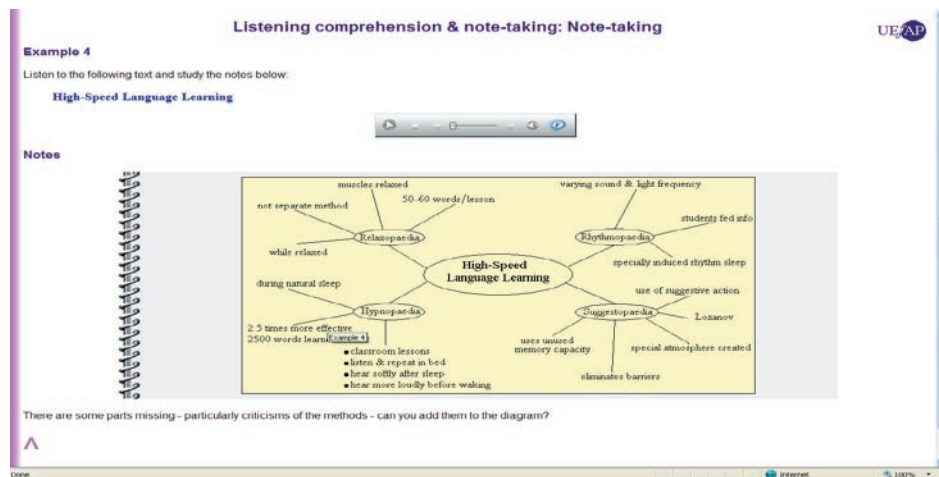 Listening comprehension & note-taking: Note-taking
UEfAP
Example 4
Listen to the following text and study the notes below:
High-Speed Language Learning
Notes
muscles relaxed
50-60 words/lesson
not separate method
Relaxopaedia
while relaxed
varying sound & light frequency
students fed info
Rhythmopaedia
specially induced rhythm sleep
High-Speed
Language Learning
during natural sleep
Hypnopaedia
2.5 times more effective
2500 words learn
Example 4
classroom lessons
listen & repeat in bed
hear softly after sleep
hear more loudly before waking
use of suggestive action
Suggestopaedia
Lozanov
uses unused
memory capacity
special atmosphere created
eliminates barriers
There are some parts missing - particularly criticisms of the methods - can you add them to the diagram?
^
Done
Internet
100%